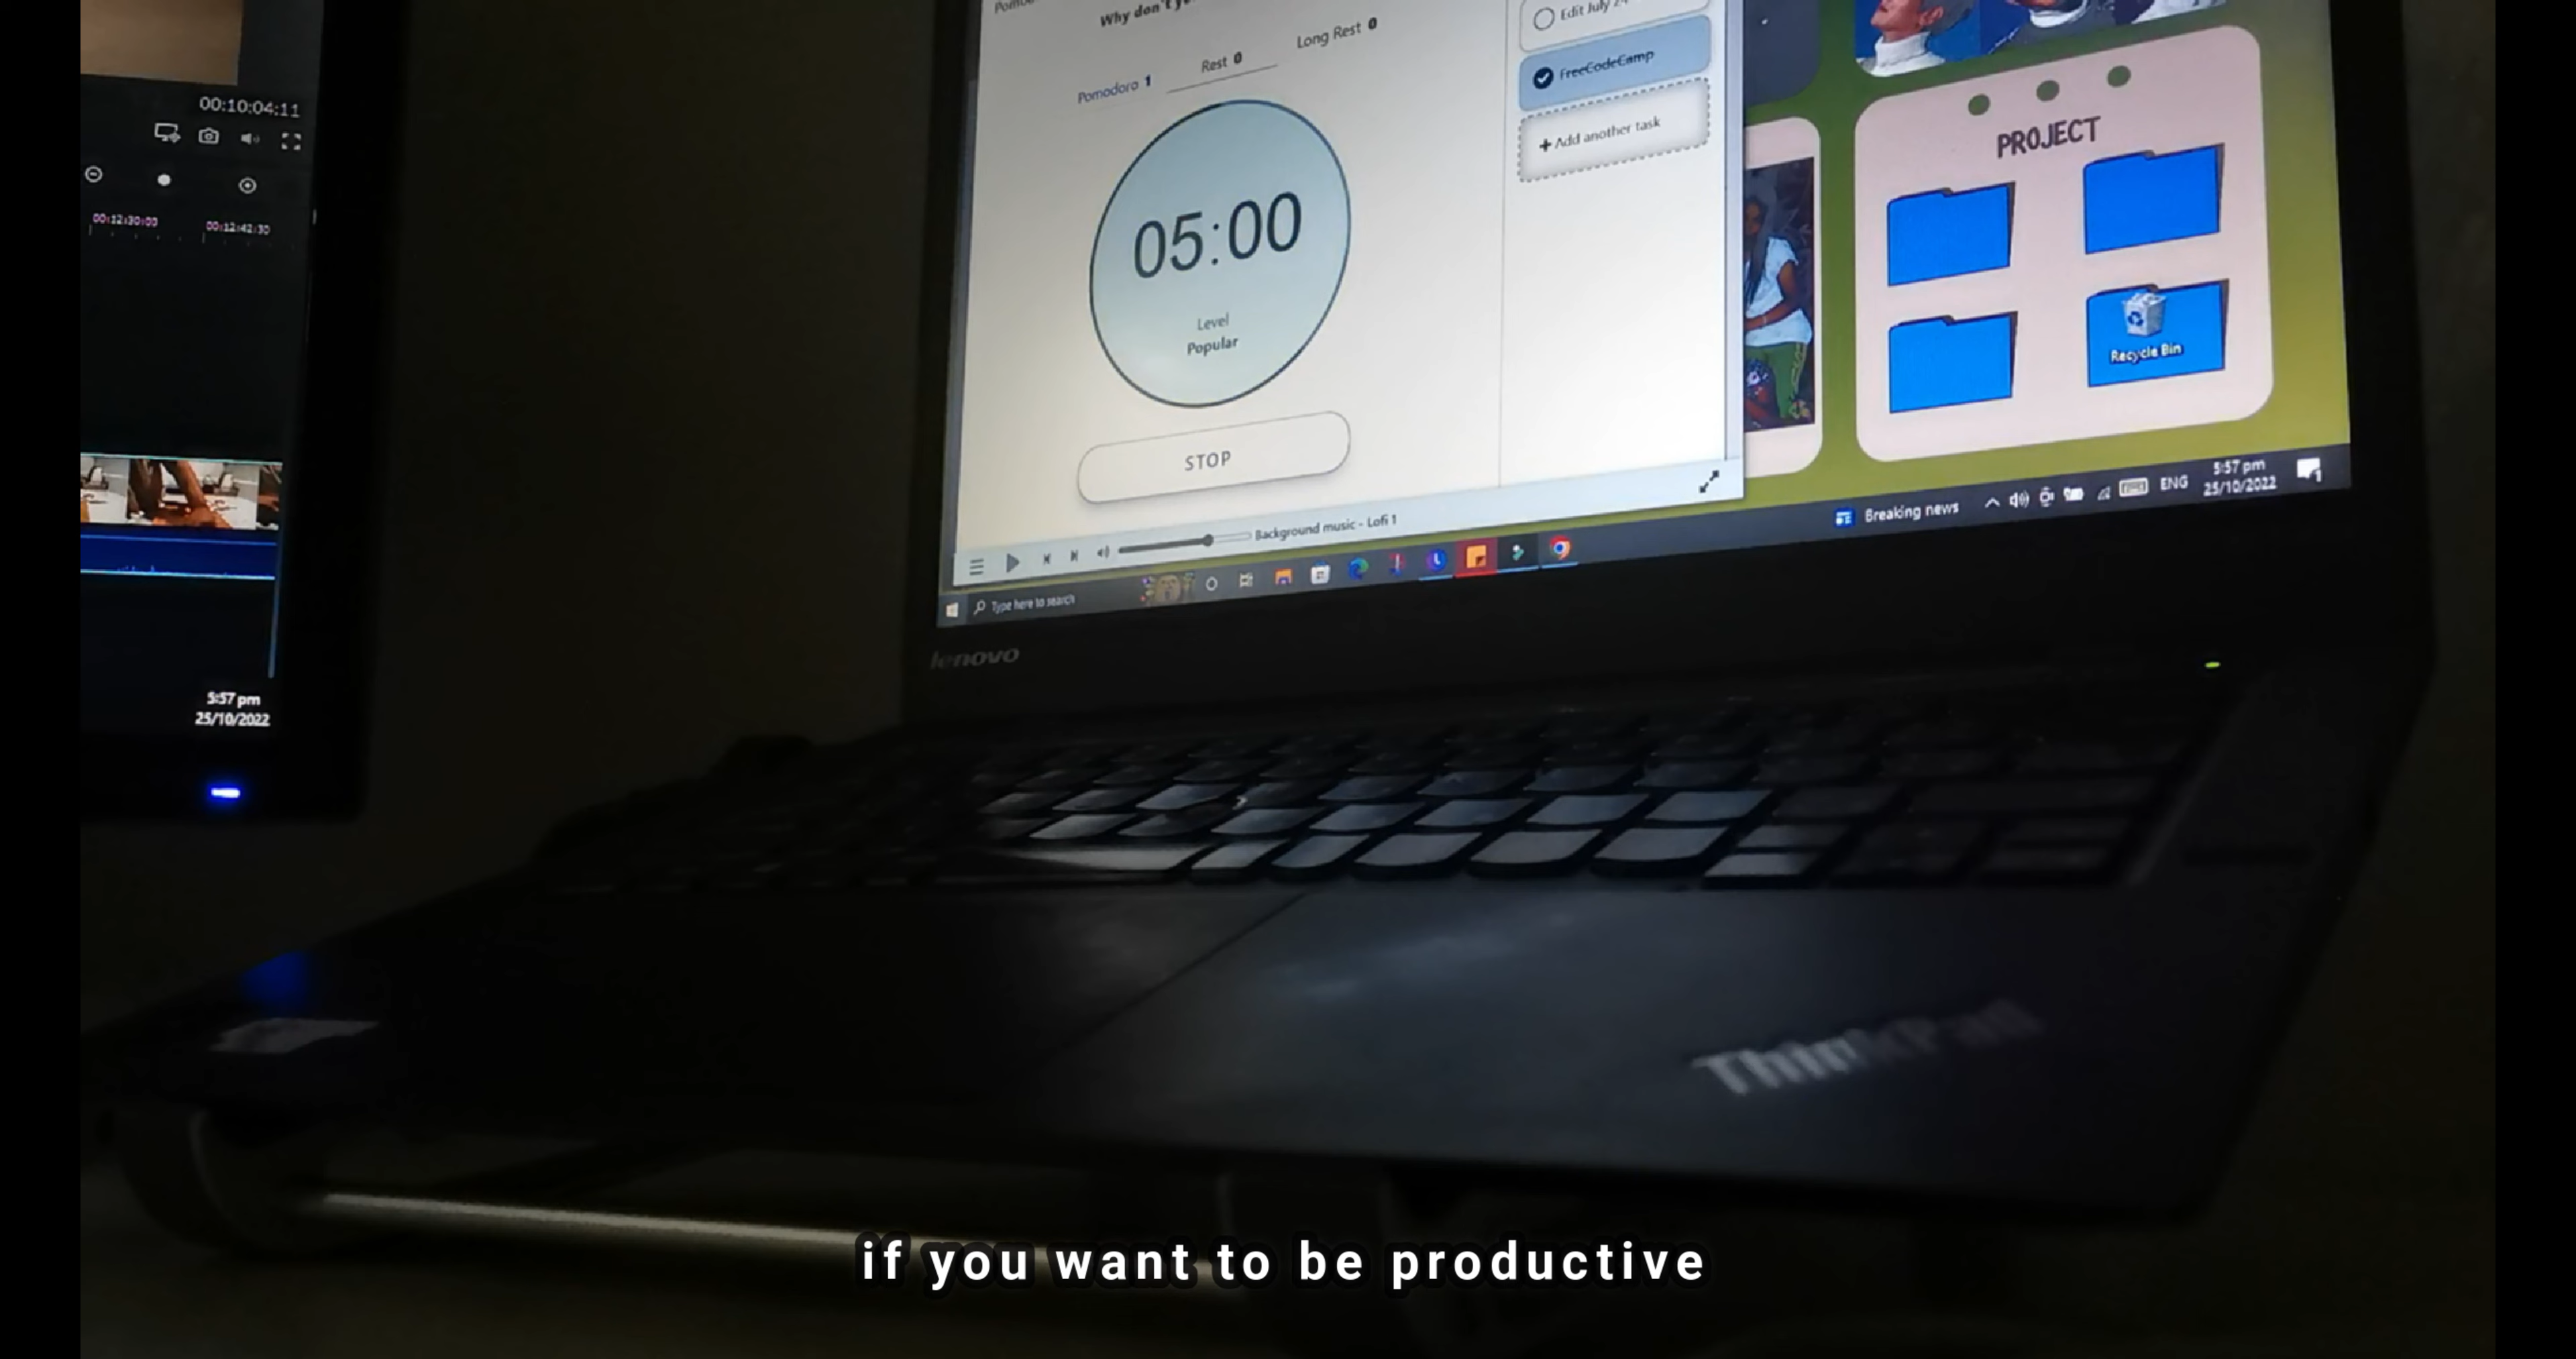 00:10:04:11
00:12:30:00
00:12:42:30
5:57 pm
25/10/2022
Why don't
Pomodoro 1
Rest 0
Long Rest 0
05:00
Level
Popular
STOP
Background music - Lofi 1
Edit July
FreeCodeCamp
+ Add another task
PROJECT
Recycle Bin
Type here to search
Breaking news
ENG
5:57 pm
25/10/2022
lenovo
ThinkPad
if you want to be productive